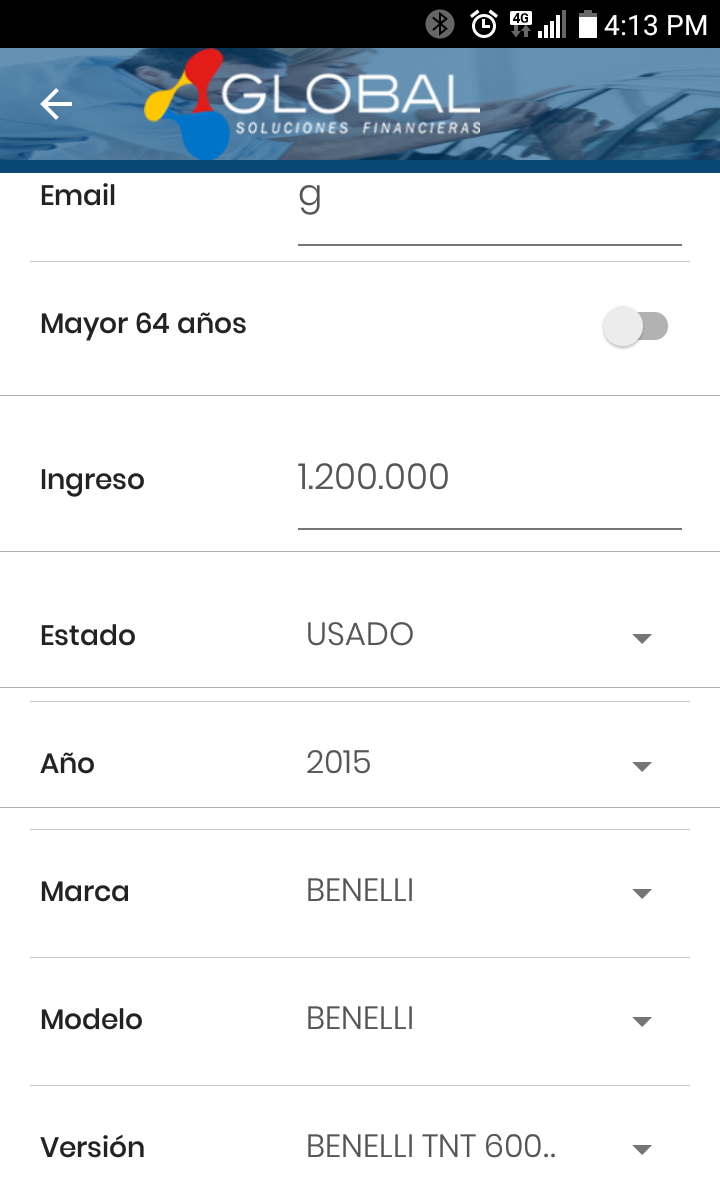 4G 4:13 PM
GLOBAL
SOLUCIONES FINANCIERAS
Email g
Mayor 64 años
Ingreso 1.200.000
Estado USADO
Año 2015
Marca BENELLI
Modelo BENELLI
Versión BENELLI TNT 600..